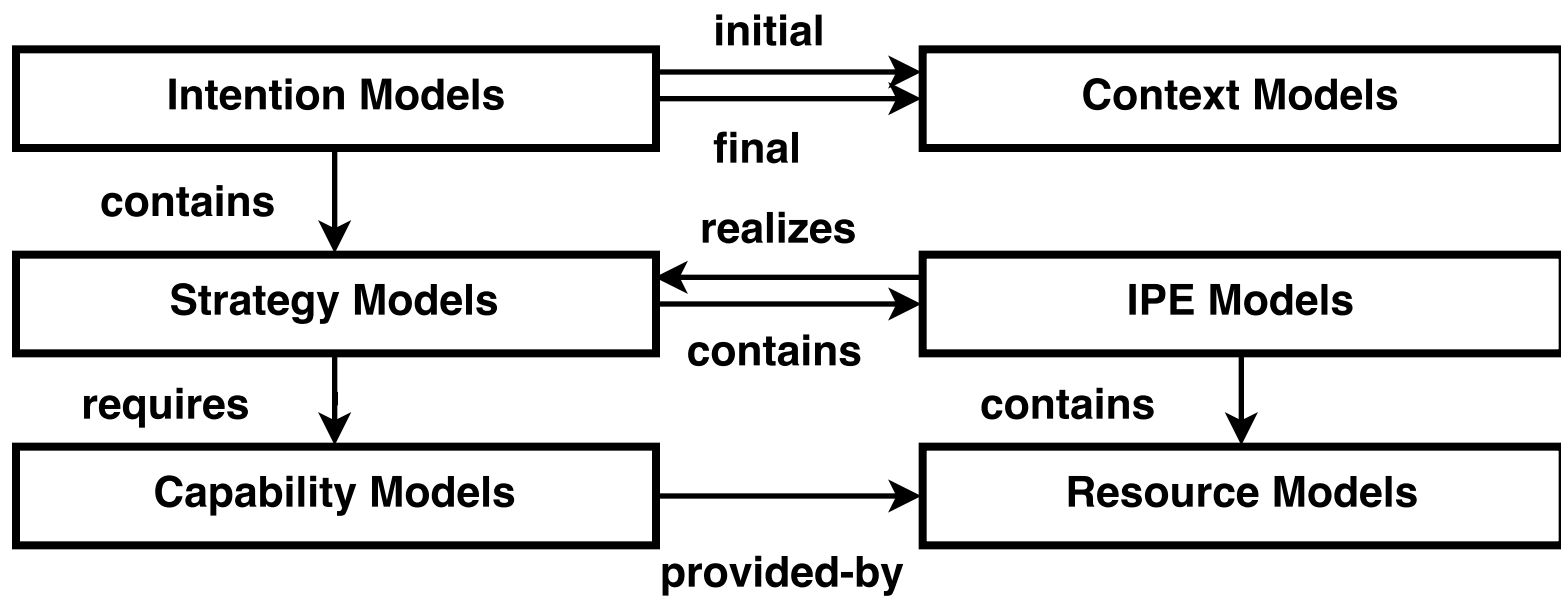 initial
Intention Models
Context Models
final
contains
realizes
Strategy Models
IPE Models
contains
requires
contains
Capability Models
Resource Models
provided-by